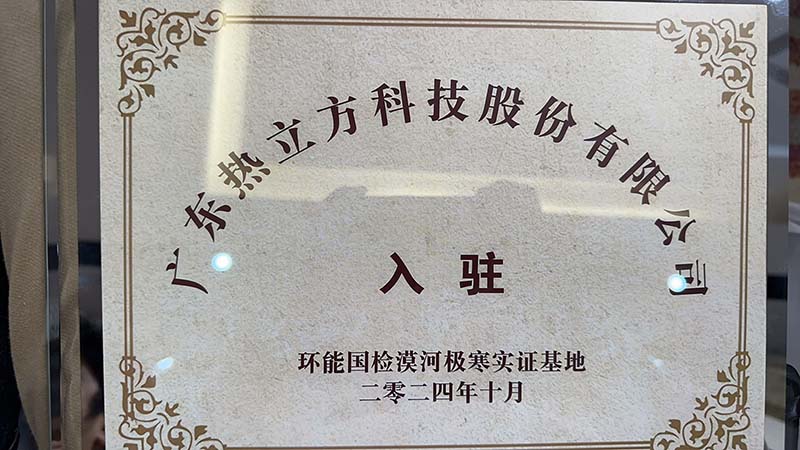 广东热立方科技股份有限公司
入驻
环能国检漠河极寒实证基地
二零二四年十月